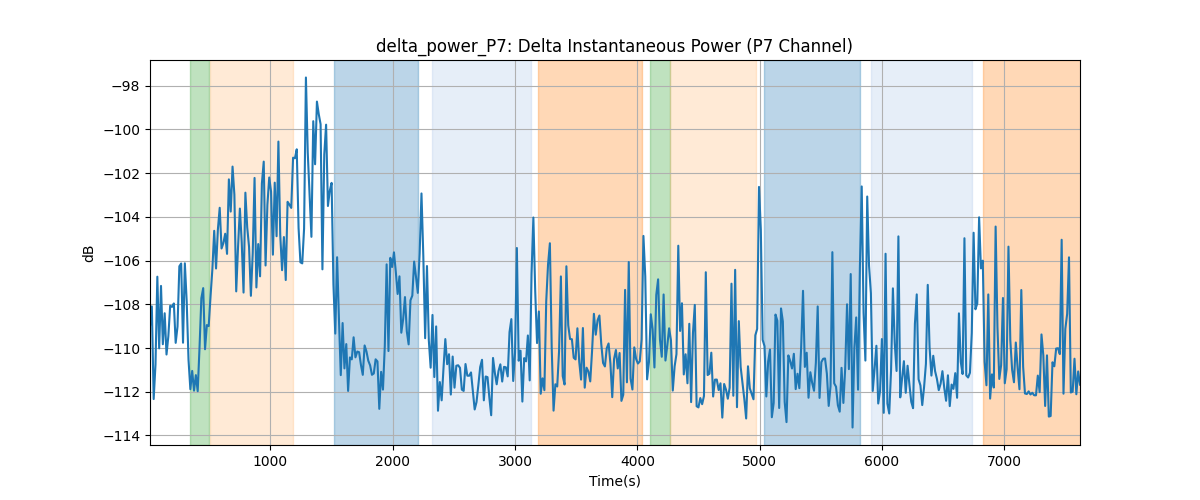 delta_power_P7: Delta Instantaneous Power (P7 Channel)
−98
−100
−102
−104
−106
−108
−110
−112
−114
dB
1000 2000 3000 4000 5000 6000 7000
Time(s)